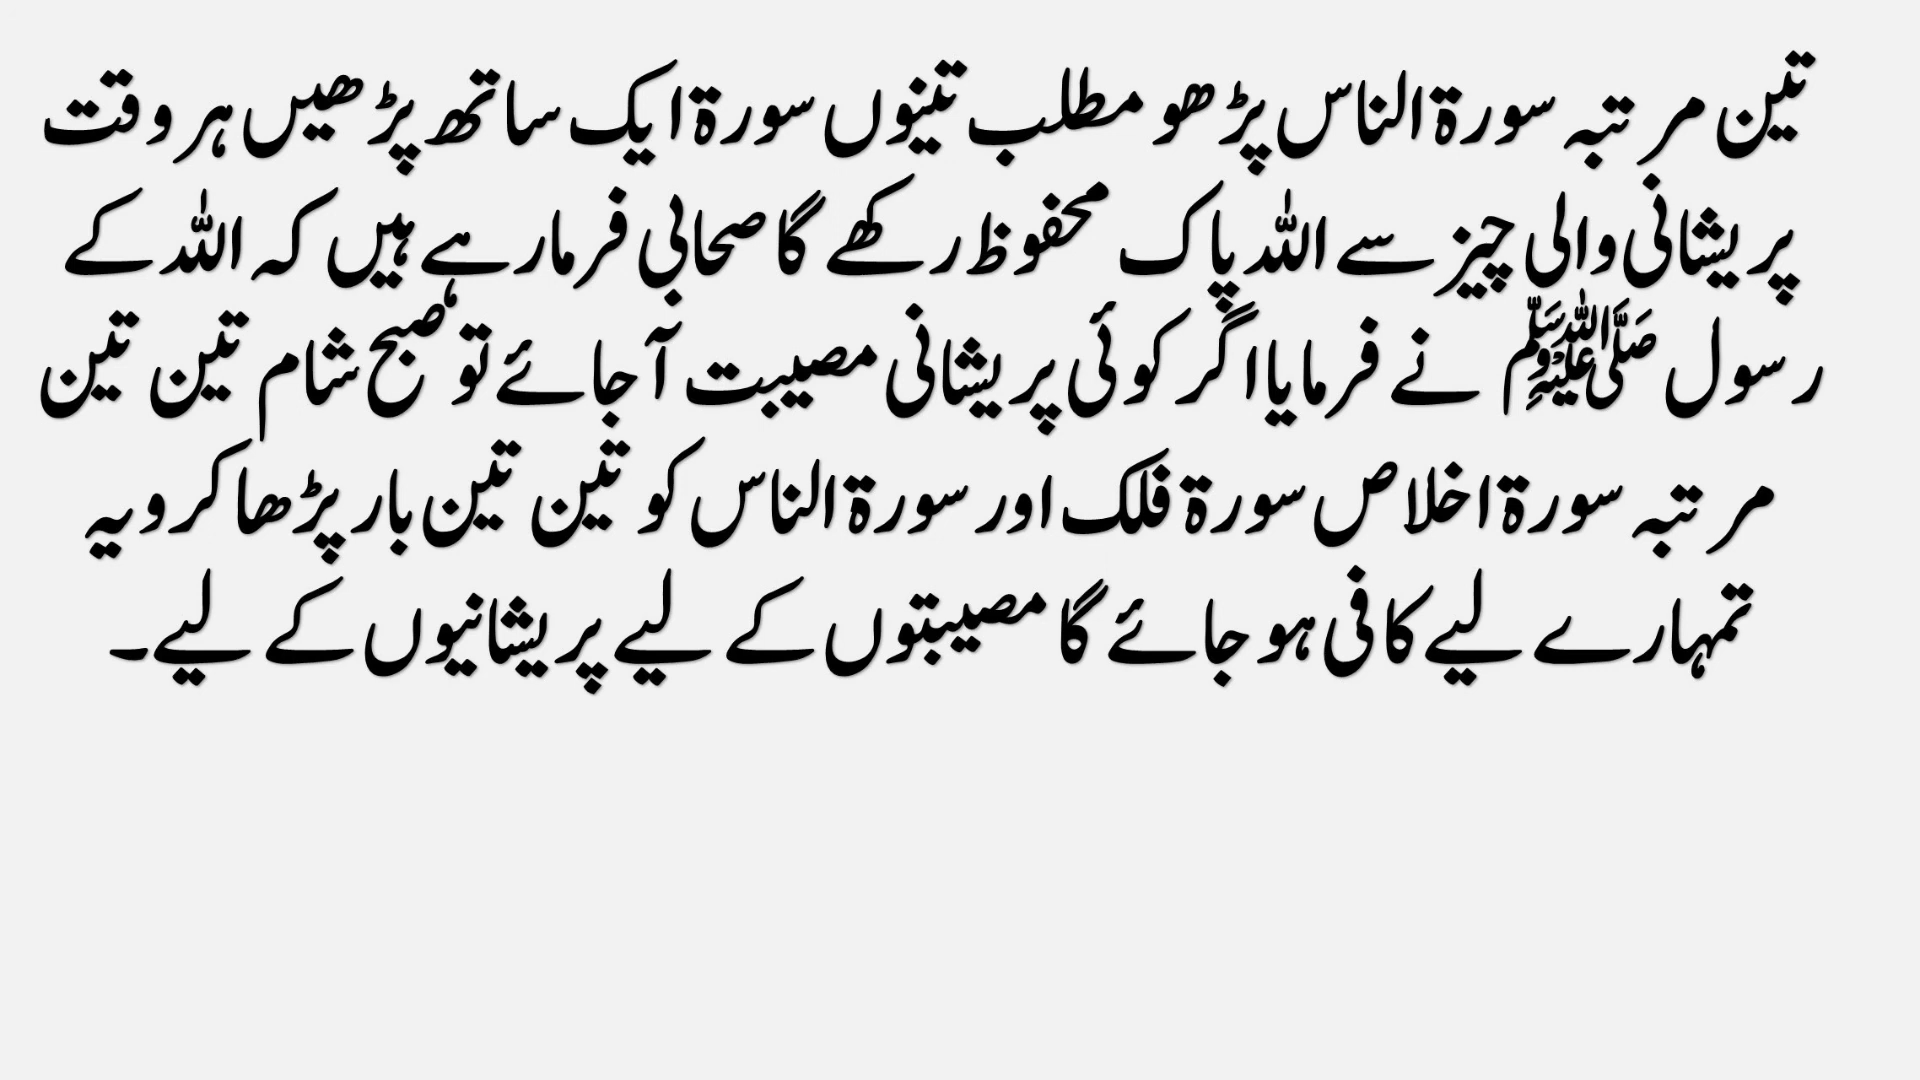 تین مرتبہ سورۃ الناس پڑھو مطلب تینوں سورۃ ایک ساتھ پڑھیں ہر وقت
پریشانی والی چیز سے اللہ پاک محفوظ رکھے گا صحابی فرما رہے ہیں کہ اللہ کے
رسول ﷺ نے فرمایا اگر کوئی پریشانی مصیبت آجائے تو صبح شام تین تین
مرتبہ سورۃ اخلاص سورۃ فلک اور سورۃ الناس کو تین تین بار پڑھا کرو یہ
تمہارے لیے کافی ہو جائے گا مصیبتوں کے لیے پریشانیوں کے لیے۔